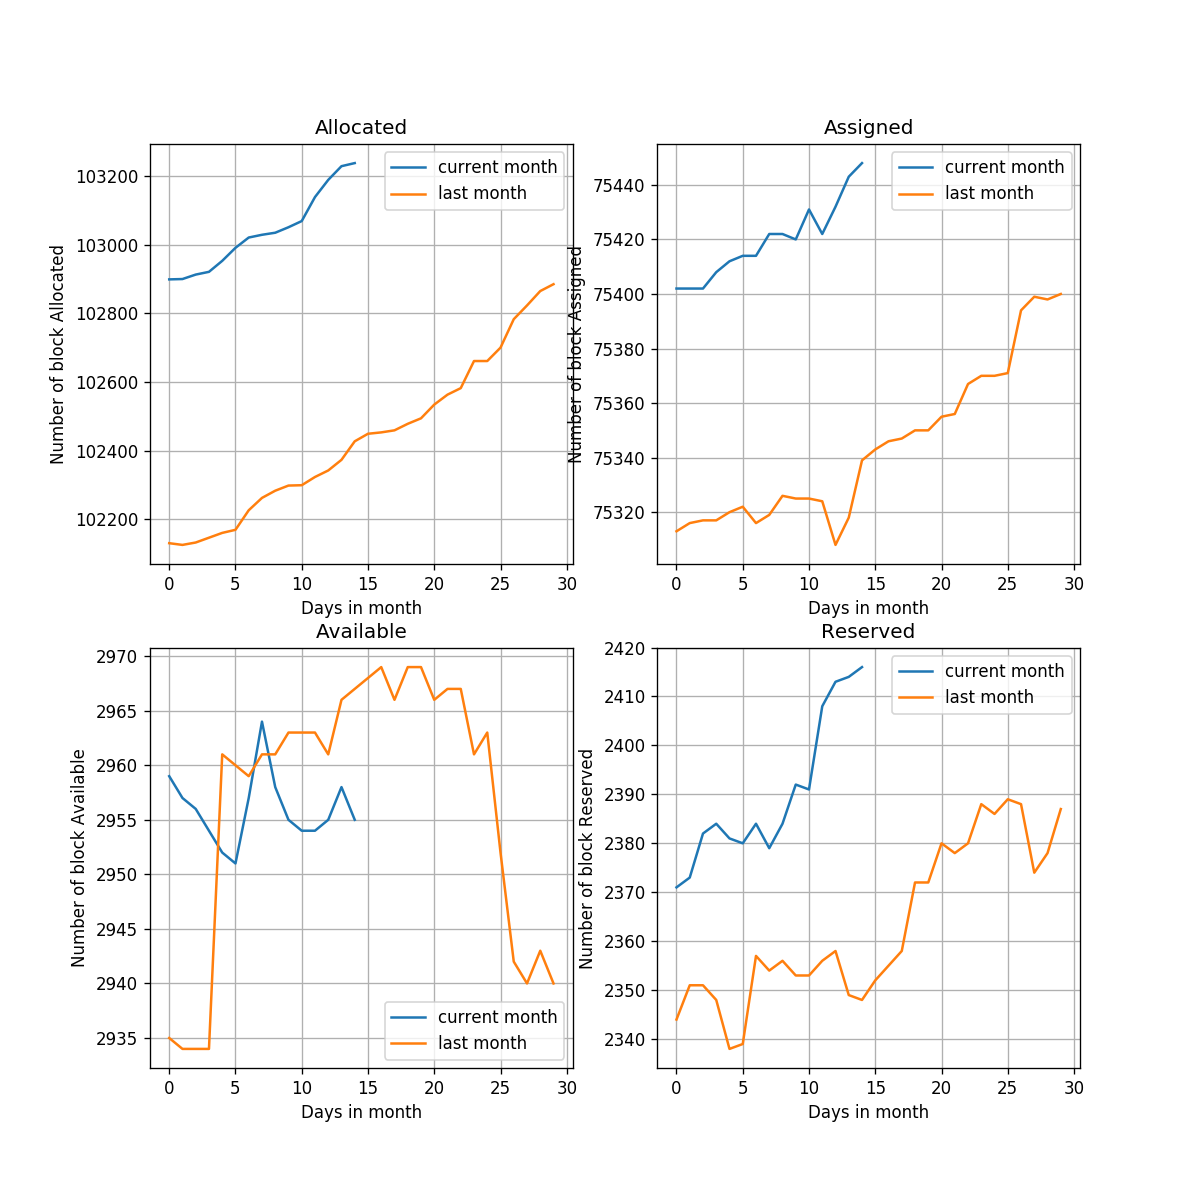 Allocated
Number of block Allocated
103200
103000
102800
102600
102400
102200
current month
last month
0 5 10 15 20 25 30
Days in month
Assigned
Number of block Assigned
75440
75420
75400
75380
75360
75340
75320
current month
last month
0 5 10 15 20 25 30
Days in month
Available
Number of block Available
2970
2965
2960
2955
2950
2945
2940
2935
current month
last month
0 5 10 15 20 25 30
Days in month
Reserved
Number of block Reserved
2420
2410
2400
2390
2380
2370
2360
2350
2340
current month
last month
0 5 10 15 20 25 30
Days in month